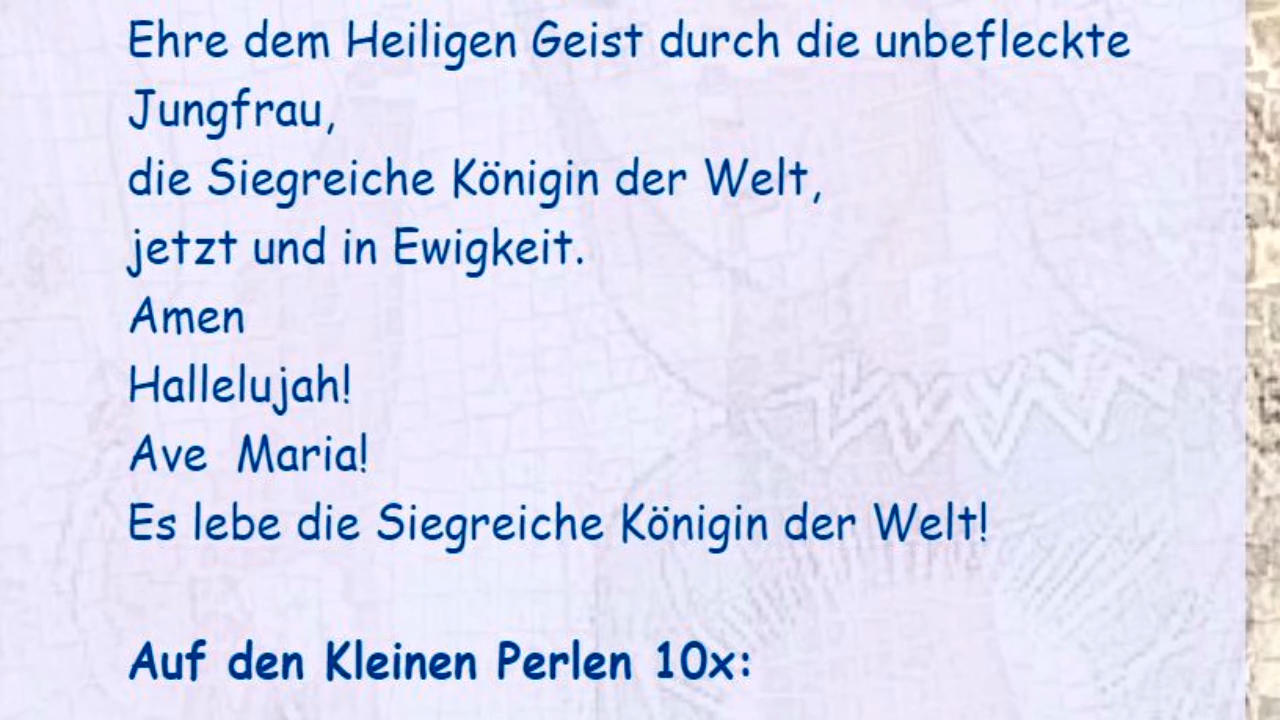 Ehre dem Heiligen Geist durch die unbefleckte
Jungfrau,
die Siegreiche Königin der Welt,
jetzt und in Ewigkeit.
Amen
Hallelujah!
Ave Maria!
Es lebe die Siegreiche Königin der Welt!
Auf den Kleinen Perlen 10x: